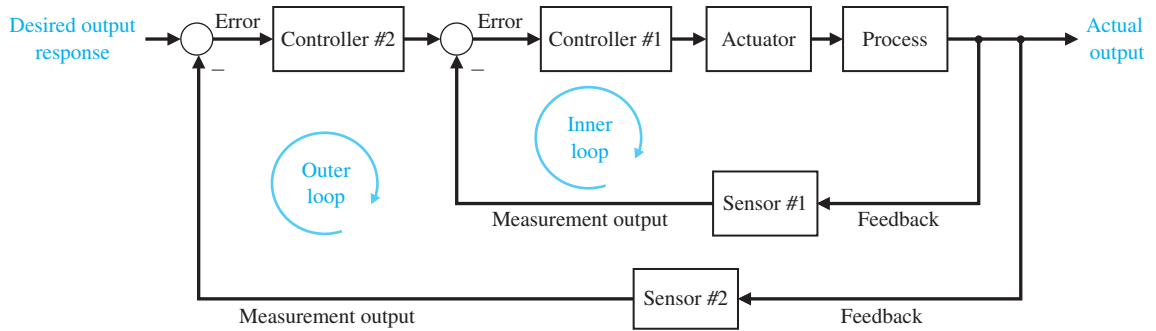 Desired output
response
Error
Controller #2
Error
Controller #1
Actuator
Process
Actual
output
–
–
Inner
loop
Outer
loop
Sensor #1
Measurement output
Feedback
Sensor #2
Measurement output
Feedback